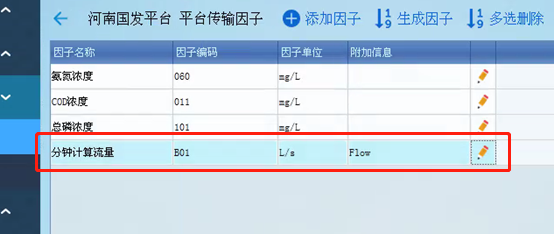 河南国发平台 平台传输因子 添加因子 生成因子 多选删除
因子名称 因子编码 因子单位 附加信息
氨氮浓度 060 mg/L
COD浓度 011 mg/L
总磷浓度 101 mg/L
分钟计算流量 B01 L/s Flow